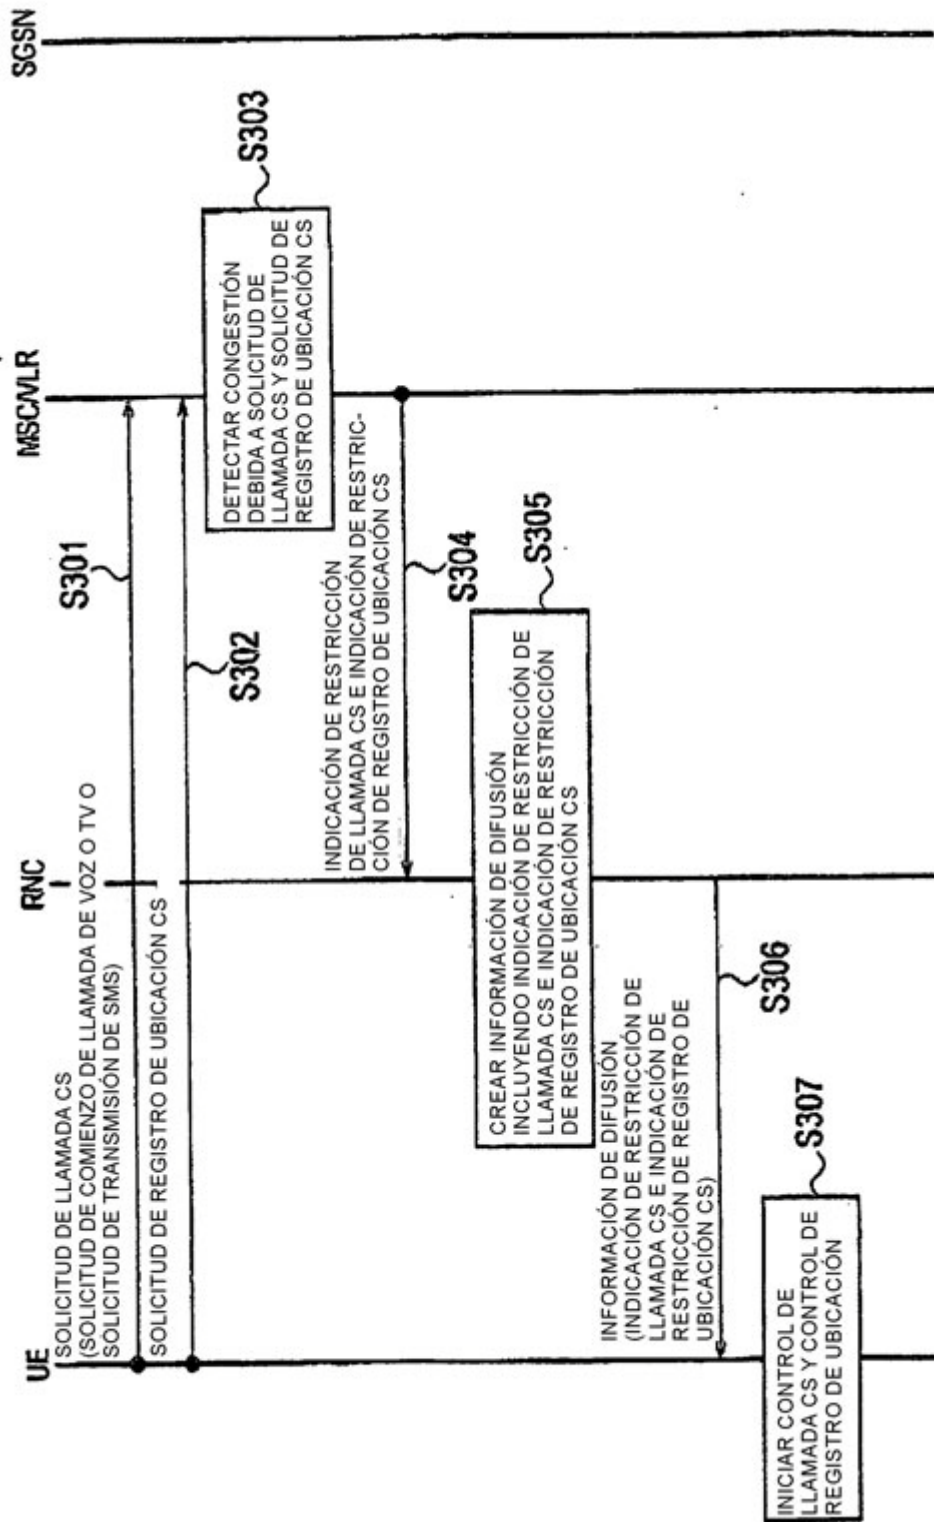 UE
RNC
MSC/VLR
SGSN
SOLICITUD DE LLAMADA CS
(SOLICITUD DE COMIENZO DE LLAMADA DE VOZ O TV O
SOLICITUD DE TRANSMISIÓN DE SMS)
S301
SOLICITUD DE REGISTRO DE UBICACIÓN CS
S302
DETECTAR CONGESTIÓN
DEBIDA A SOLICITUD DE
LLAMADA CS Y SOLICITUD DE
REGISTRO DE UBICACIÓN CS
S303
INDICACIÓN DE RESTRICCIÓN
DE LLAMADA CS E INDICACIÓN DE RESTRIC-
CIÓN DE REGISTRO DE UBICACIÓN CS
S304
CREAR INFORMACIÓN DE DIFUSIÓN
INCLUYENDO INDICACIÓN DE RESTRICCIÓN DE
LLAMADA CS E INDICACIÓN DE RESTRICCIÓN
DE REGISTRO DE UBICACIÓN CS
S305
INFORMACIÓN DE DIFUSIÓN
(INDICACIÓN DE RESTRICCIÓN DE
LLAMADA CS E INDICACIÓN DE
RESTRICCIÓN DE REGISTRO DE
UBICACIÓN CS)
S306
INICIAR CONTROL DE
LLAMADA CS Y CONTROL DE
REGISTRO DE UBICACIÓN
S307